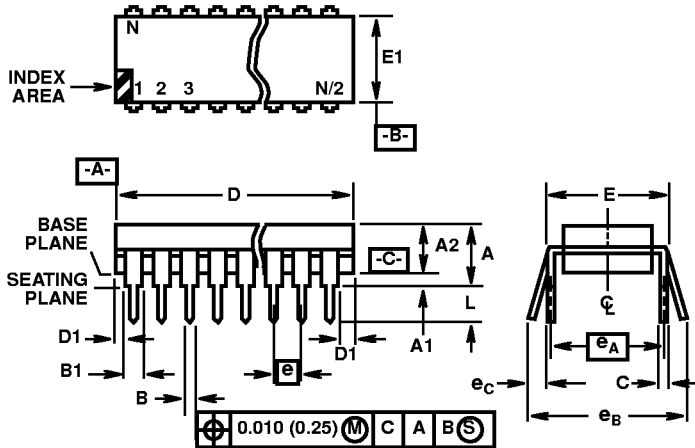 N
E1
INDEX
AREA
1 2 3 N/2
-B-
-A-
D
E
BASE
PLANE
A2
A
-C-
SEATING
PLANE
L
C
L
D1
A1
D1
eA
B1
e
eC
C
B
eB
0.010 (0.25) M C A B S